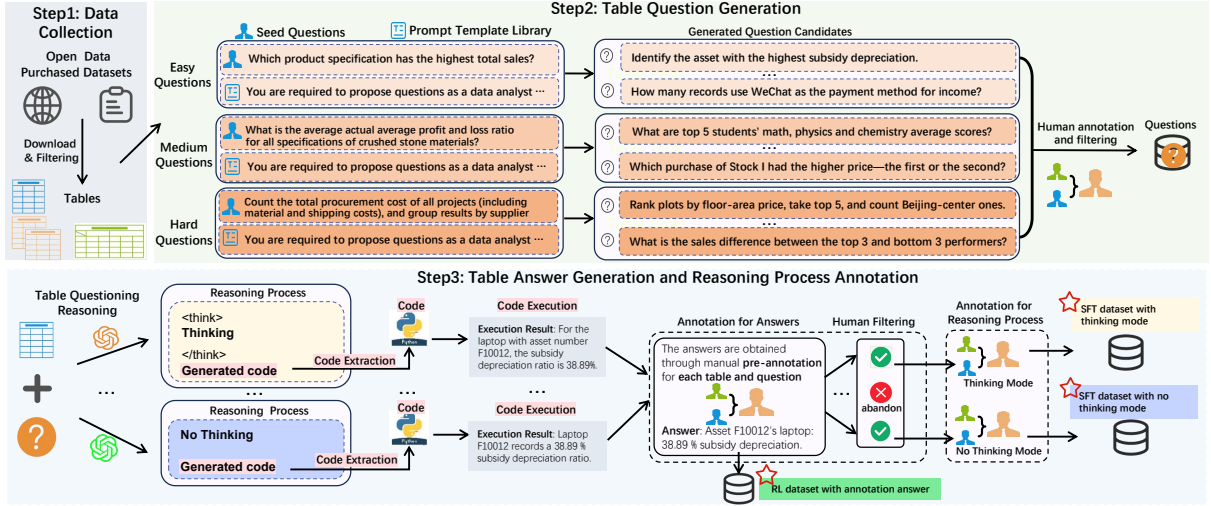 Step1: Data
Collection
Open Data
Purchased Datasets
Download
& Filtering
Tables
Step2: Table Question Generation
Seed Questions
Prompt Template Library
Generated Question Candidates
Easy
Questions
Which product specification has the highest total sales?
You are required to propose questions as a data analyst ···
Identify the asset with the highest subsidy depreciation.
...
How many records use WeChat as the payment method for income?
Medium
Questions
What is the average actual average profit and loss ratio
for all specifications of crushed stone materials?
You are required to propose questions as a data analyst ···
What are top 5 students' math, physics and chemistry average scores?
...
Which purchase of Stock I had the higher price—the first or the second?
Hard
Questions
Count the total procurement cost of all projects (including
material and shipping costs), and group results by supplier
You are required to propose questions as a data analyst ···
Rank plots by floor-area price, take top 5, and count Beijing-center ones.
...
What is the sales difference between the top 3 and bottom 3 performers?
Human annotation
and filtering
Questions
?
Step3: Table Answer Generation and Reasoning Process Annotation
Table Questioning
Reasoning
?
...
Reasoning Process
<think>
Thinking
</think>
Generated code
Code Extraction
...
Reasoning Process
No Thinking
Generated code
Code Extraction
Code
Python
...
Code
Python
Code Execution
Execution Result: For the
laptop with asset number
F10012, the subsidy
depreciation ratio is 38.89%.
...
Code Execution
Execution Result: Laptop
F10012 records a 38.89 %
subsidy depreciation ratio.
Annotation for Answers
The answers are obtained
through manual pre-annotation
for each table and question
Answer: Asset F10012's laptop:
38.89 % subsidy depreciation.
RL dataset with annotation answer
Human Filtering
...
abandon
Annotation for
Reasoning Process
Thinking Mode
No Thinking Mode
SFT dataset with
thinking mode
...
SFT dataset with no
thinking mode